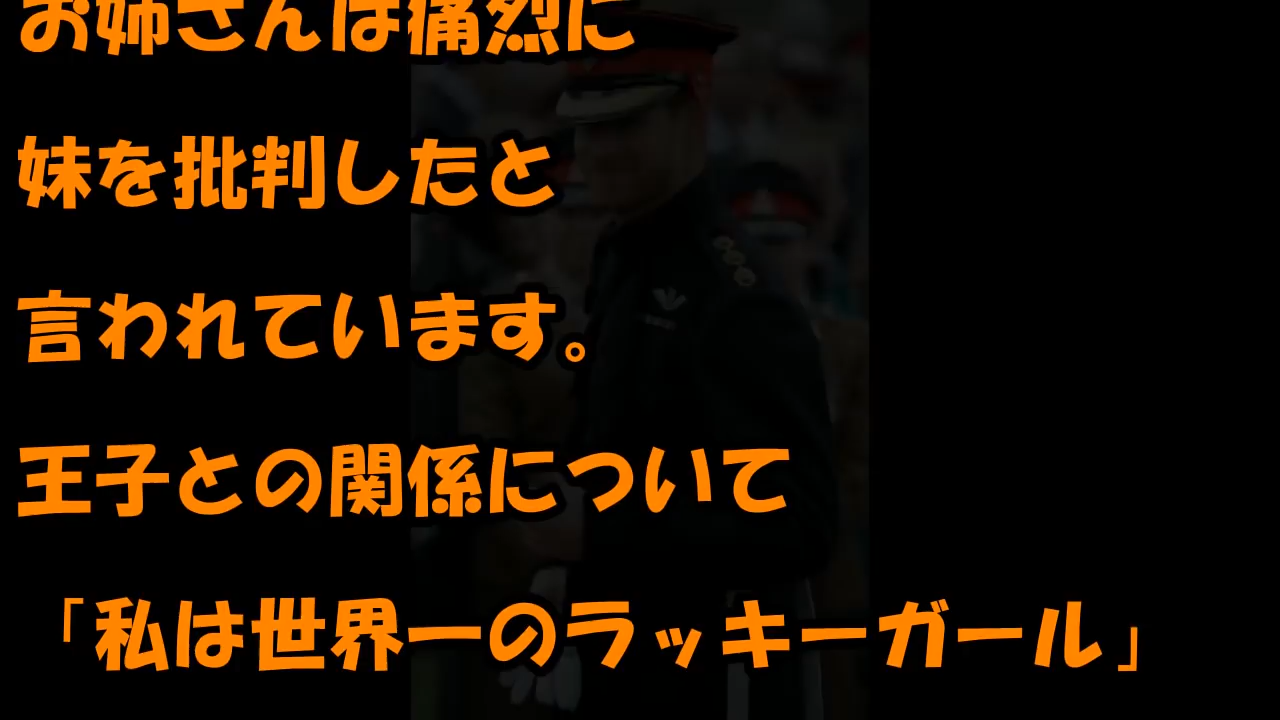 お姉さんは痛烈に
妹を批判したと
言われています。
王子との関係について
「私は世界一のラッキーガール」